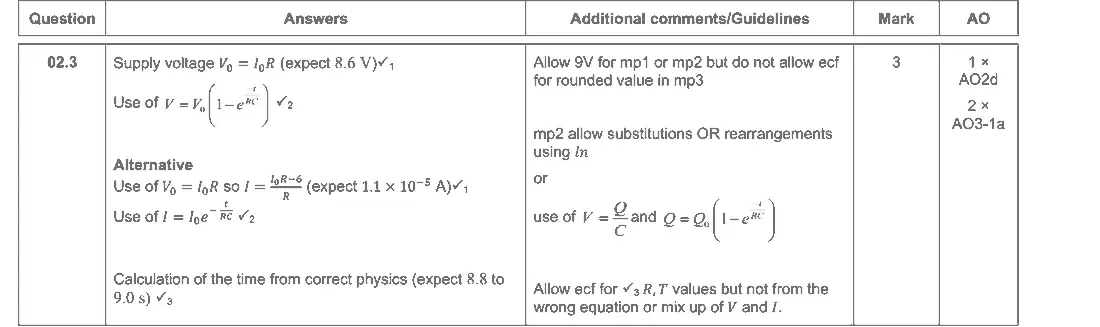 Question Answers Additional comments/Guidelines Mark AO
02.3 Supply voltage V₀ = I₀R (expect 8.6 V)✓₁ Allow 9V for mp1 or mp2 but do not allow ecf 3 1 ×
for rounded value in mp3 AO2d
Use of V = V₀(1 − e^(−t/RC)) ✓₂ 2 ×
AO3-1a
mp2 allow substitutions OR rearrangements
using ln
Alternative
Use of V₀ = I₀R so I = (I₀R−6)/R (expect 1.1 × 10⁻⁵ A)✓₁ or
Use of I = I₀e^(−t/RC) ✓₂ use of V = Q/C and Q = Q₀(1 − e^(−t/RC))
Calculation of the time from correct physics (expect 8.8 to
9.0 s) ✓₃ Allow ecf for ✓₃ R, T values but not from the
wrong equation or mix up of V and I.